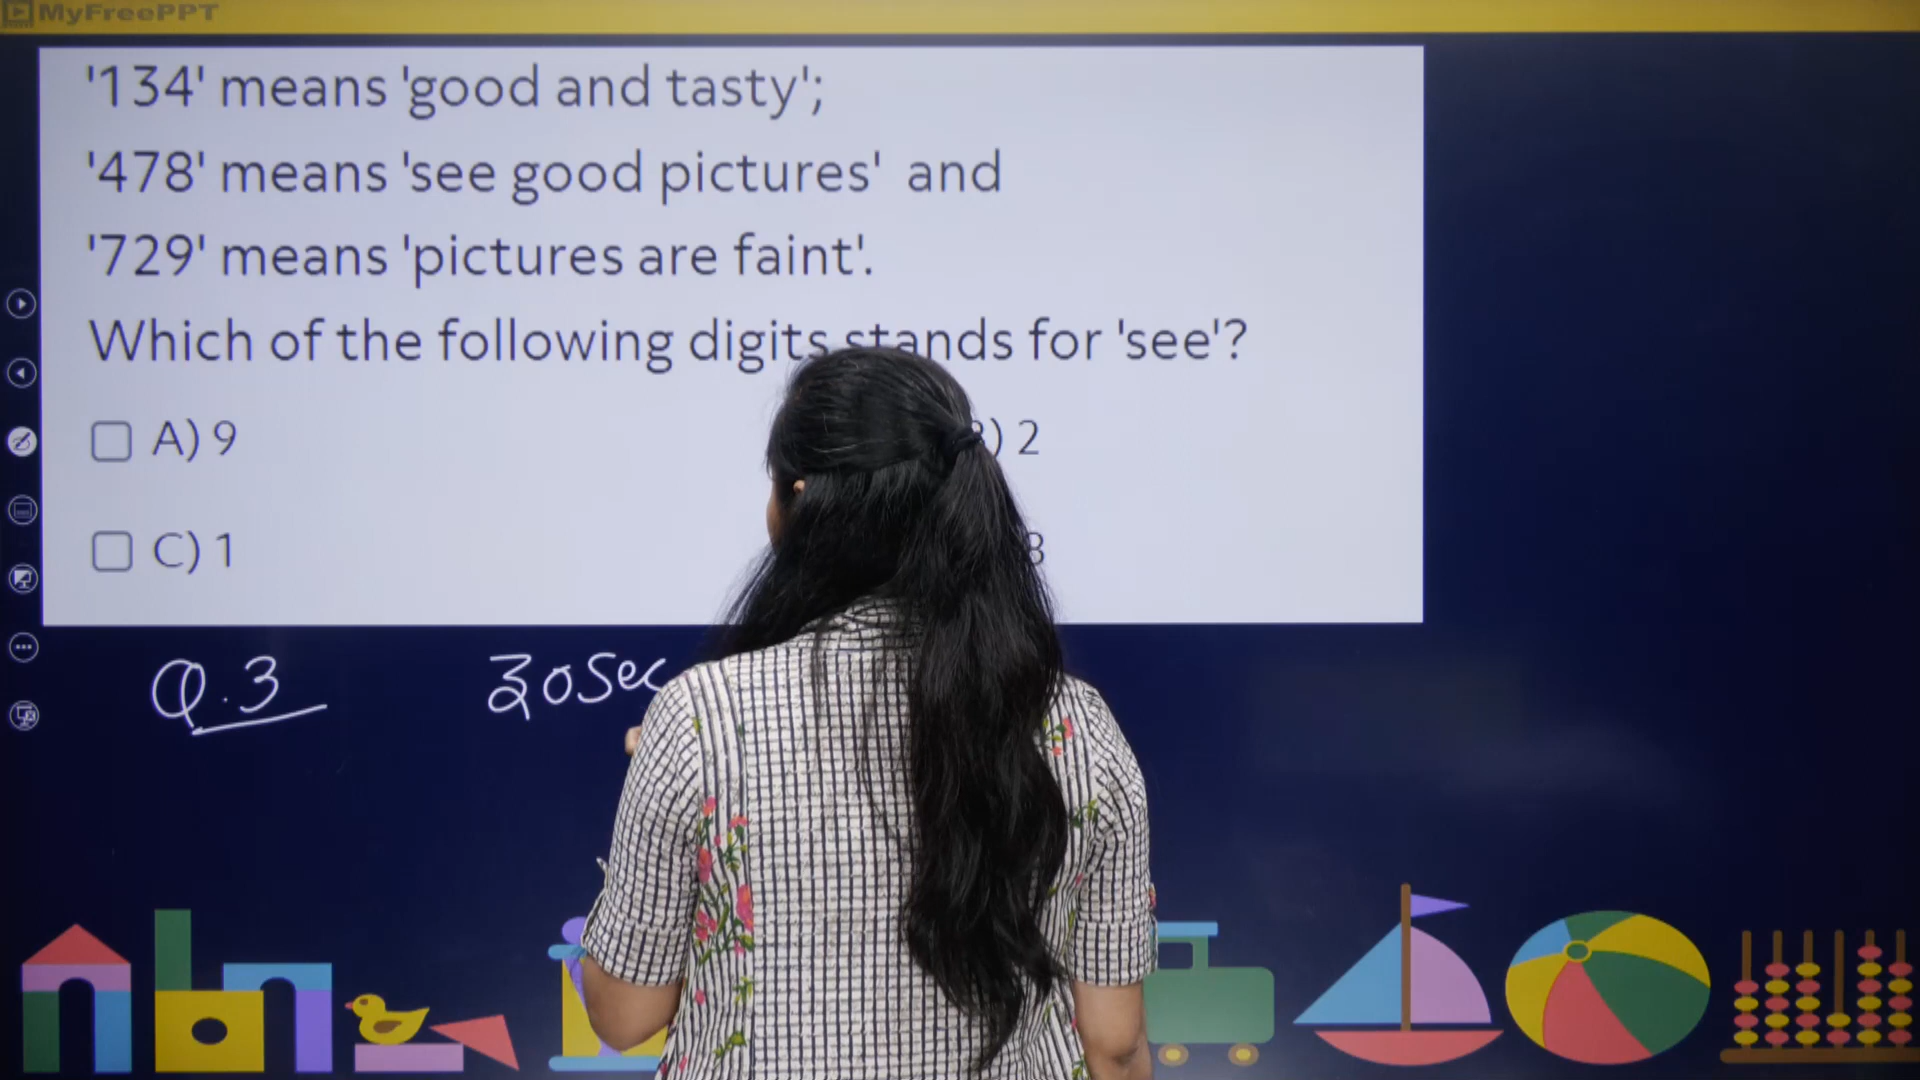 MyFreePPT
'134' means 'good and tasty';
'478' means 'see good pictures' and
'729' means 'pictures are faint'.
Which of the following digits stands for 'see'?
A) 9
) 2
C) 1
8
Q.3
30Sec